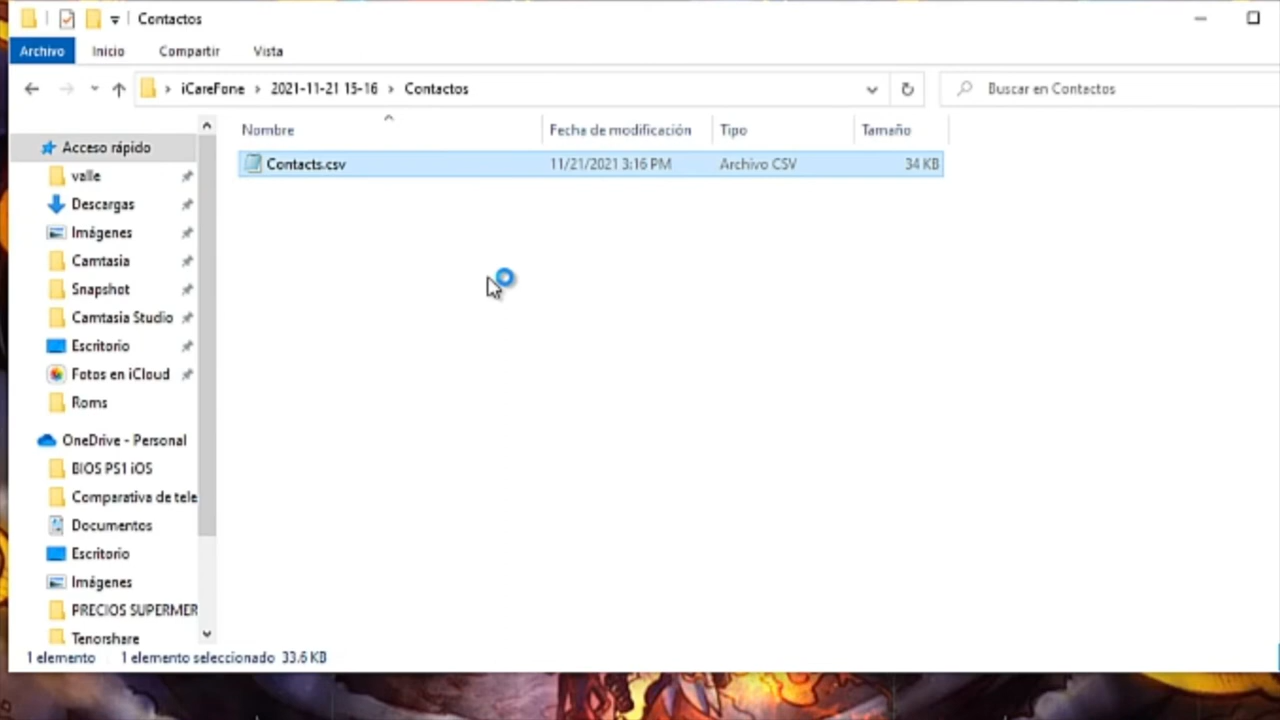 Contactos
Archivo Inicio Compartir Vista
iCareFone 2021-11-21 15-16 Contactos Buscar en Contactos
Nombre Fecha de modificación Tipo Tamaño
Contacts.csv 11/21/2021 3:16 PM Archivo CSV 34 KB
Acceso rápido
valle
Descargas
Imágenes
Camtasia
Snapshot
Camtasia Studio
Escritorio
Fotos en iCloud
Roms
OneDrive - Personal
BIOS PS1 iOS
Comparativa de tele
Documentos
Escritorio
Imágenes
PRECIOS SUPERMER
Tenorshare
1 elemento 1 elemento seleccionado 33.6 KB